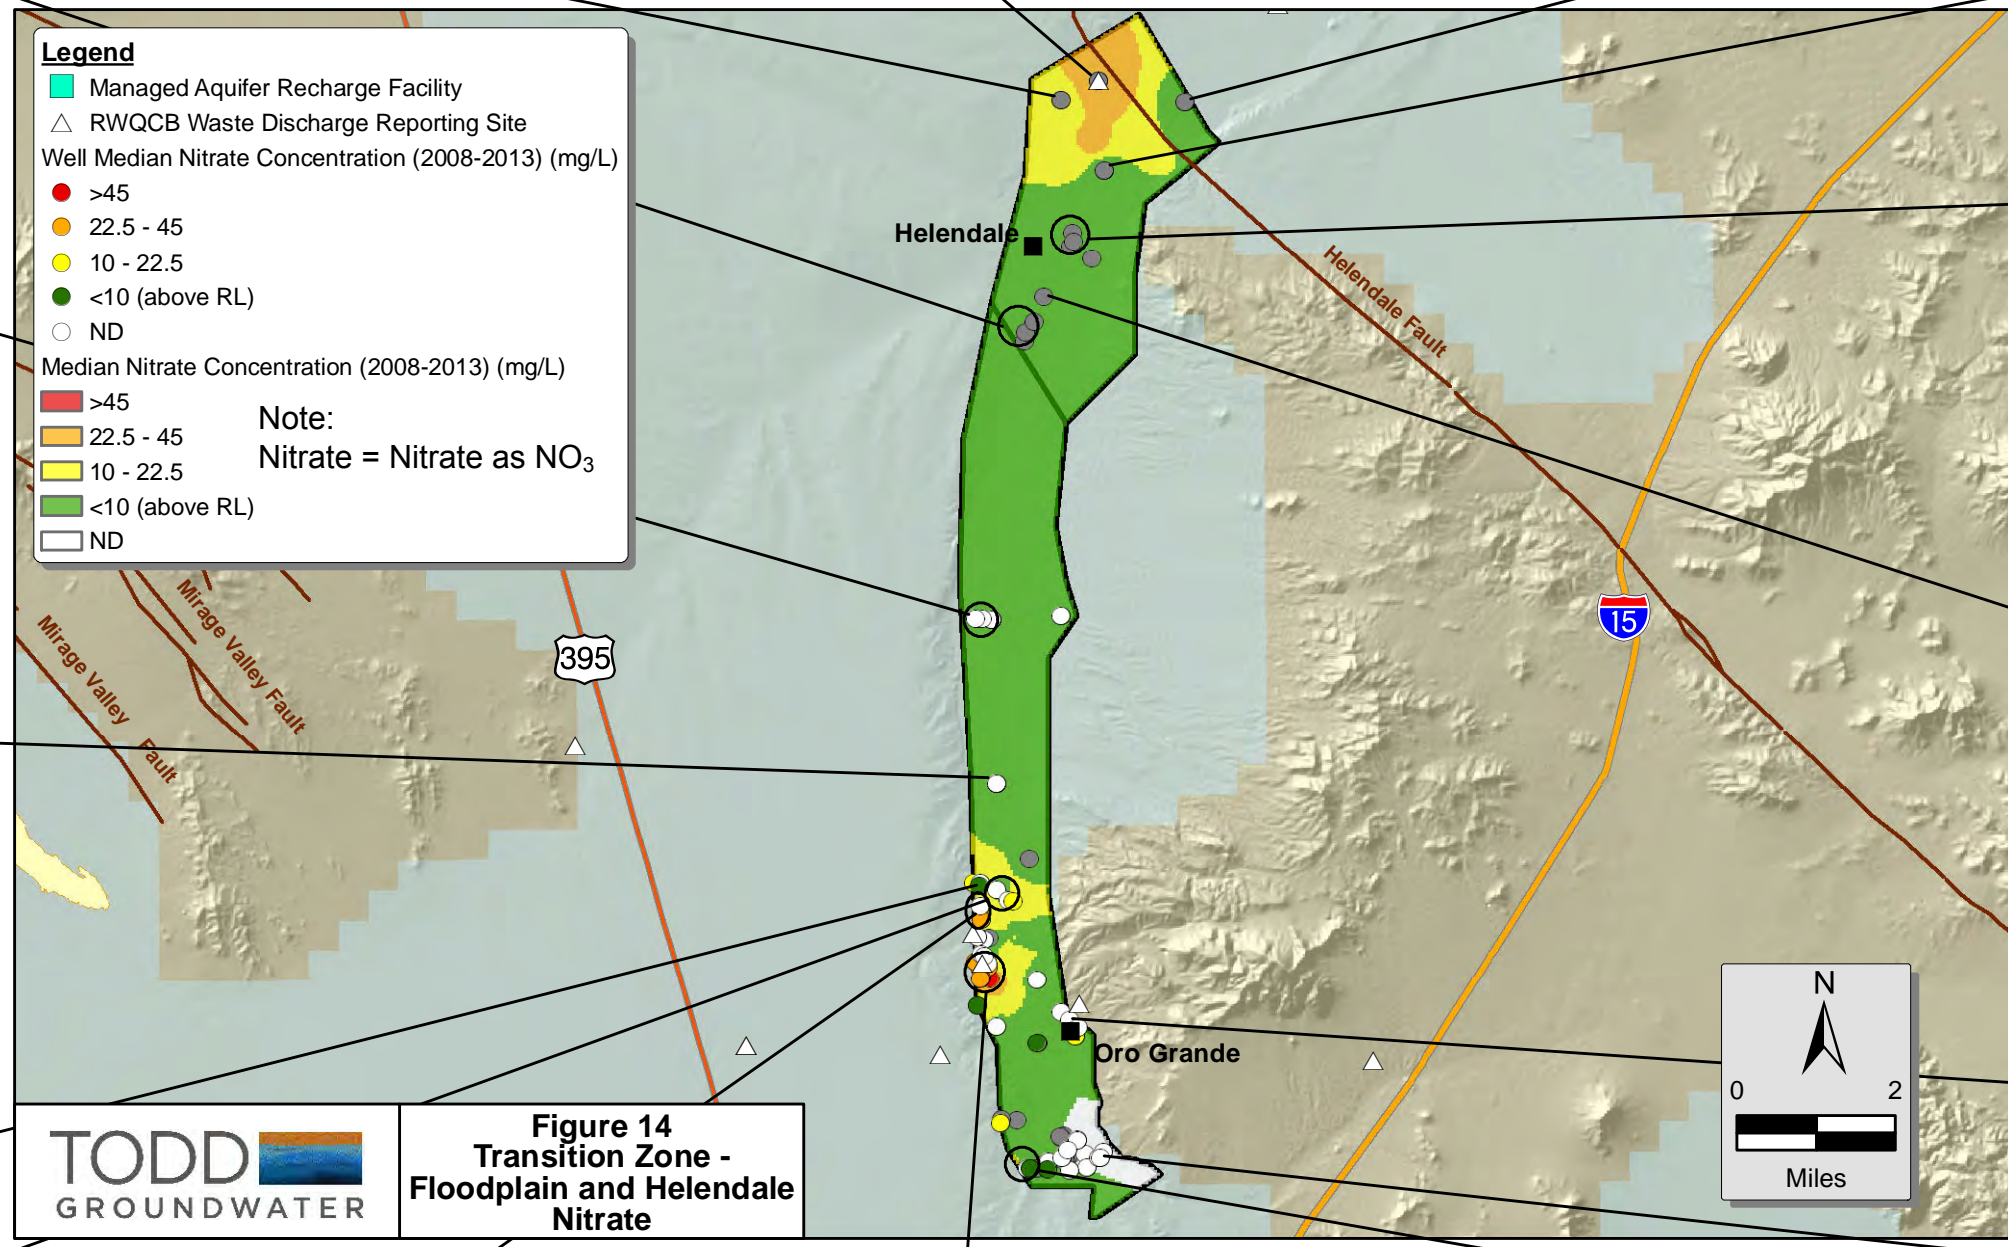 Legend
Managed Aquifer Recharge Facility
RWQCB Waste Discharge Reporting Site
Well Median Nitrate Concentration (2008-2013) (mg/L)
>45
22.5 - 45
10 - 22.5
<10 (above RL)
ND
Median Nitrate Concentration (2008-2013) (mg/L)
>45
22.5 - 45
10 - 22.5
<10 (above RL)
ND
Note:
Nitrate = Nitrate as NO₃
Helendale
Helendale Fault
15
Mirage Valley Fault
Mirage Valley Fault
395
Oro Grande
N
0 2
Miles
TODD
GROUNDWATER
Figure 14
Transition Zone -
Floodplain and Helendale
Nitrate